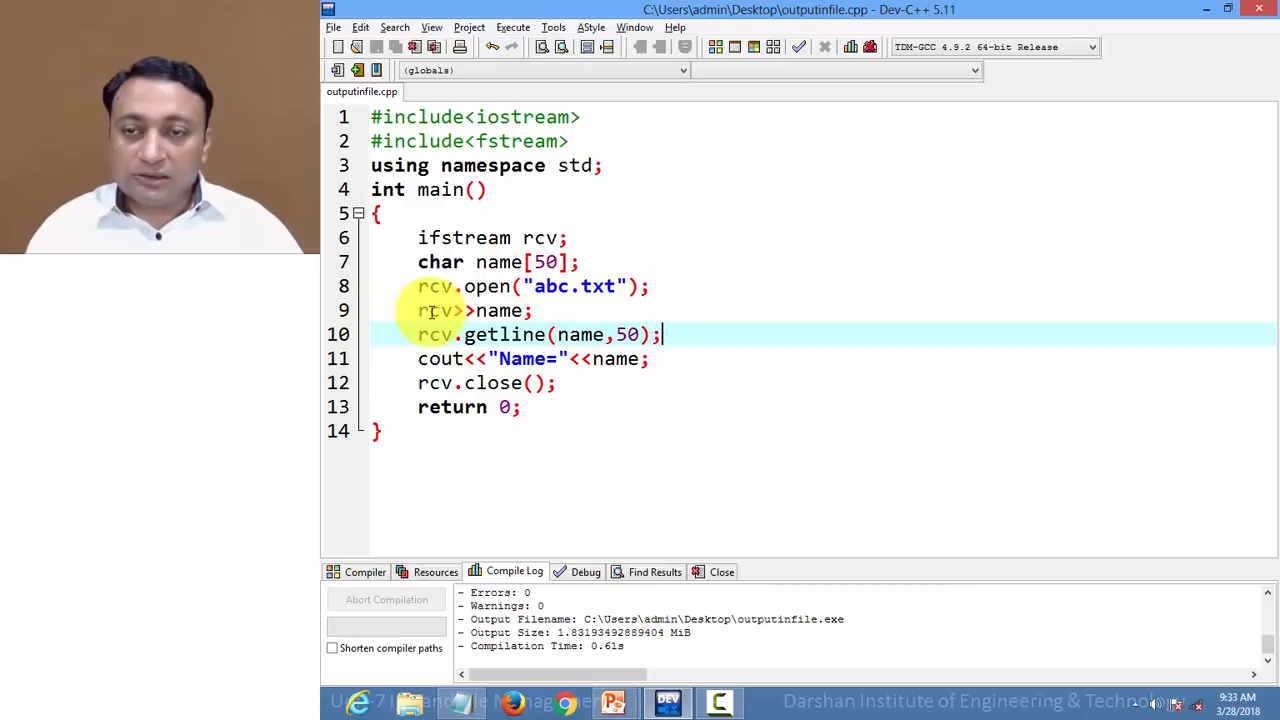 C:\Users\admin\Desktop\outputinfile.cpp - Dev-C++ 5.11
File Edit Search View Project Execute Tools AStyle Window Help
TDM-GCC 4.9.2 64-bit Release
(globals)
outputinfile.cpp
1 #include<iostream>
2 #include<fstream>
3 using namespace std;
4 int main()
5 {
6 ifstream rcv;
7 char name[50];
8 rcv.open("abc.txt");
9 rcv>>name;
10 rcv.getline(name,50);
11 cout<<"Name="<<name;
12 rcv.close();
13 return 0;
14 }
Compiler Resources Compile Log Debug Find Results Close
Abort Compilation
Shorten compiler paths
- Errors: 0
- Warnings: 0
- Output Filename: C:\Users\admin\Desktop\outputinfile.exe
- Output Size: 1.83193492889404 MiB
- Compilation Time: 0.61s
Darshan Institute of Engineering & Technology
DEV
9:33 AM
3/28/2018